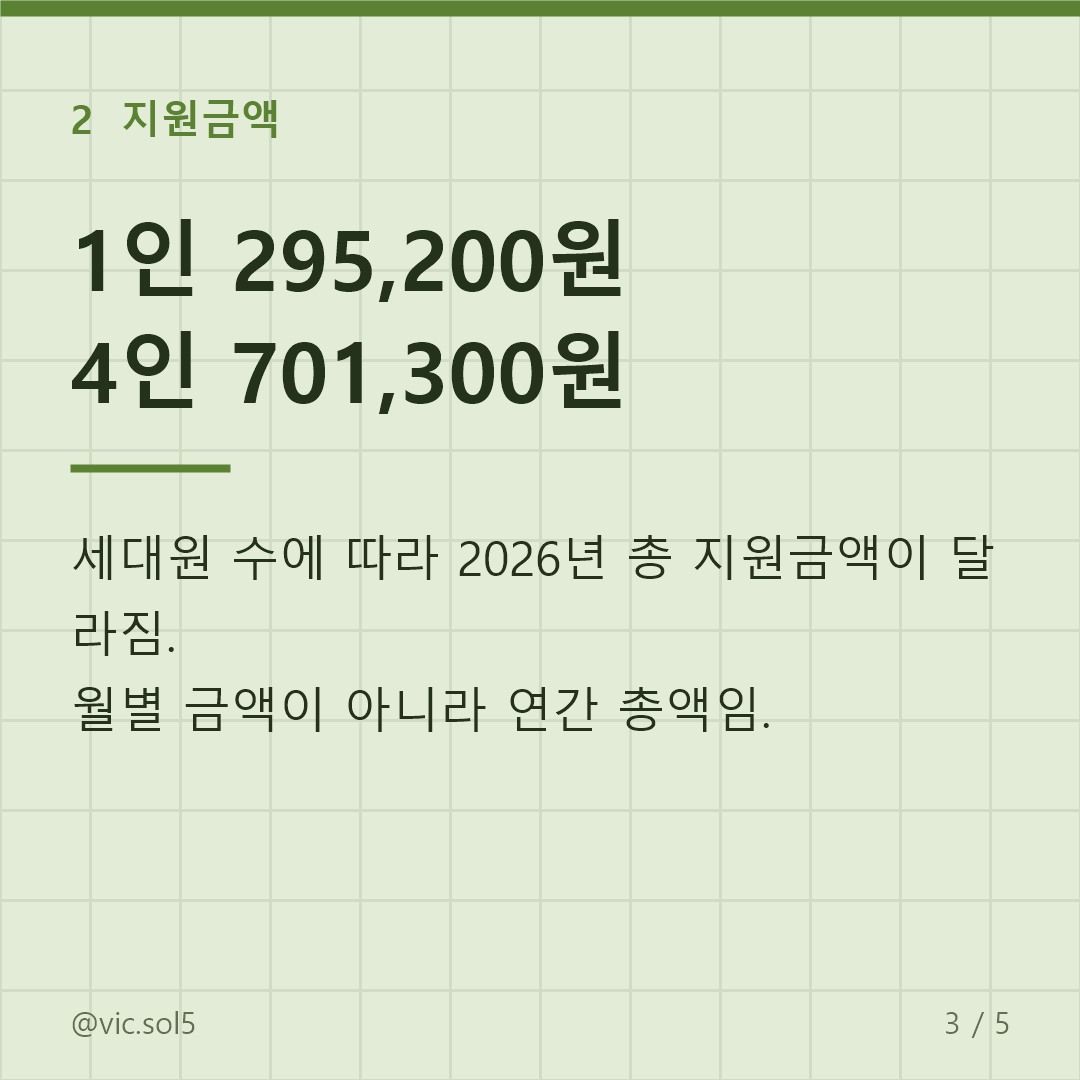 2 지원금액
1인 295,200원
4인 701,300원
세대원 수에 따라 2026년 총 지원금액이 달
라짐.
월별 금액이 아니라 연간 총액임.
@vic.sol5
3 / 5